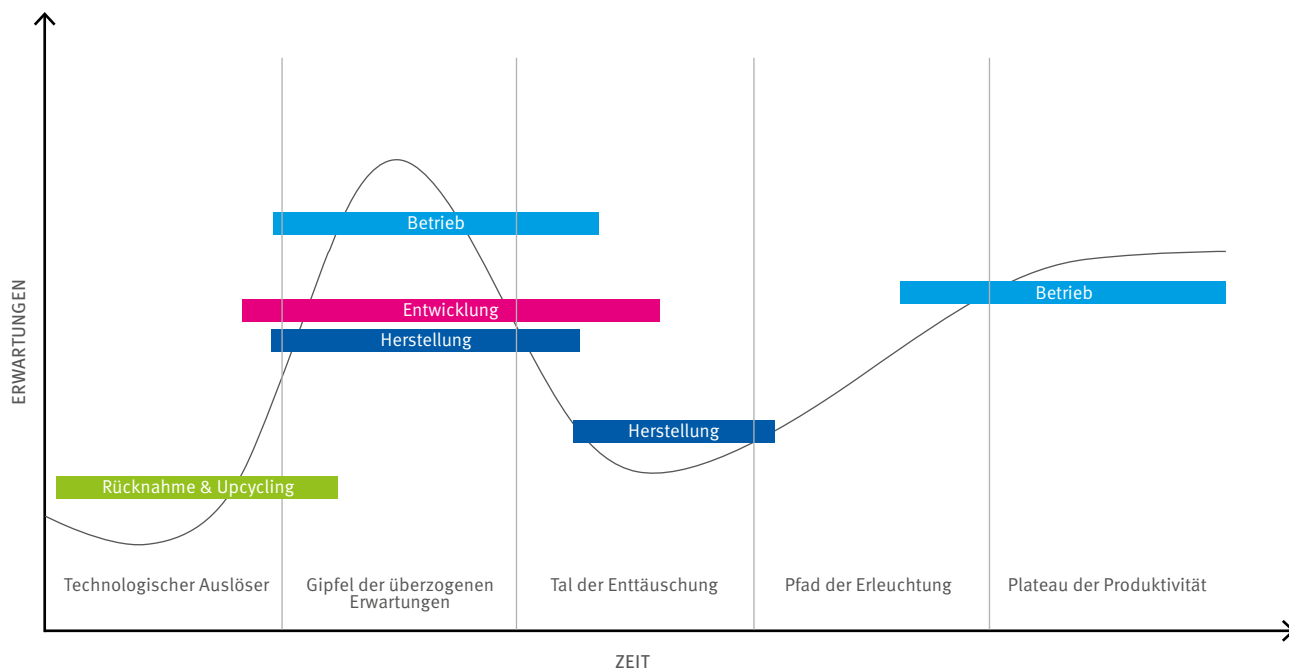 ERWARTUNGEN
Betrieb
Entwicklung
Herstellung
Betrieb
Herstellung
Rücknahme & Upcycling
Technologischer Auslöser
Gipfel der überzogenen
Erwartungen
Tal der Enttäuschung
Pfad der Erleuchtung
Plateau der Produktivität
ZEIT